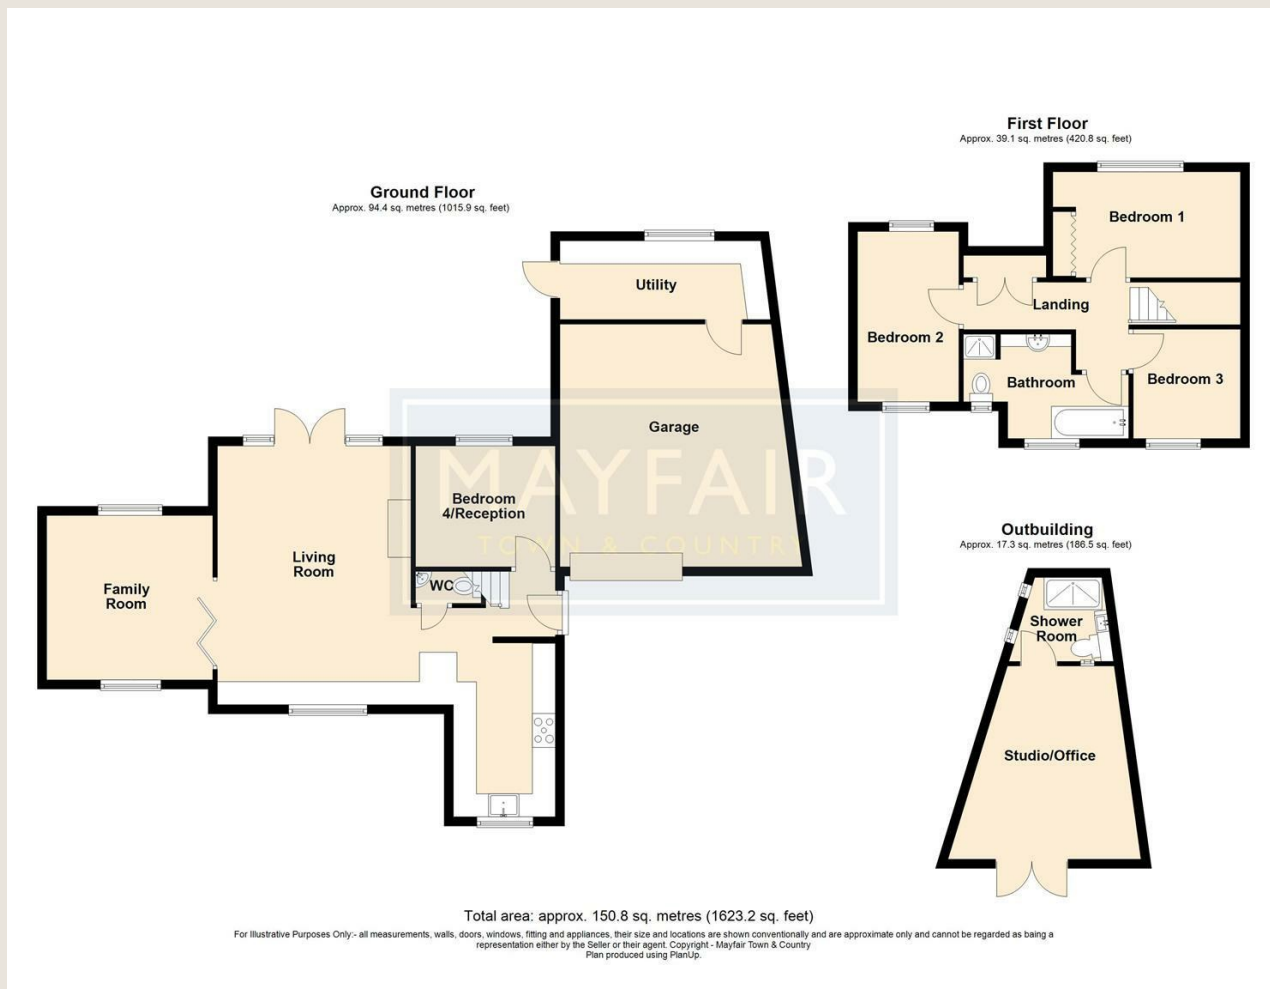 First Floor
Approx. 39.1 sq. metres (420.8 sq. feet)
Ground Floor
Approx. 94.4 sq. metres (1015.9 sq. feet)
Bedroom 1
Utility
Landing
Bedroom 2
Bathroom
Bedroom 3
Garage
MAYFAIR
TOWN & COUNTRY
Bedroom
4/Reception
Living
Room
WC
Family
Room
Outbuilding
Approx. 17.3 sq. metres (186.5 sq. feet)
Shower
Room
Studio/Office
Total area: approx. 150.8 sq. metres (1623.2 sq. feet)
For Illustrative Purposes Only:- all measurements, walls, doors, windows, fitting and appliances, their size and locations are shown conventionally and are approximate only and cannot be regarded as being a
representation either by the Seller or their agent. Copyright - Mayfair Town & Country
Plan produced using PlanUp.